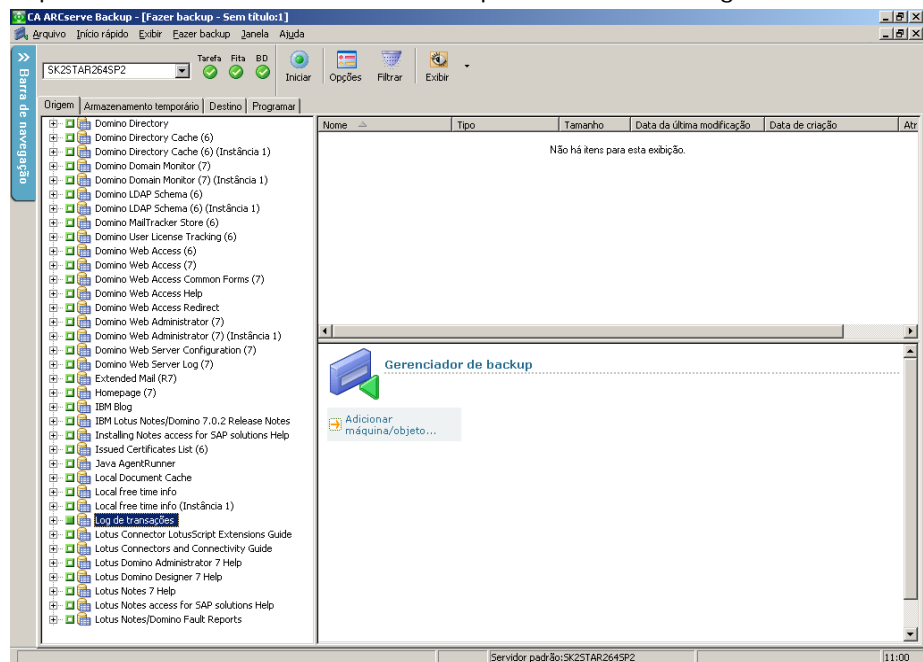 CA ARCserve Backup - [Fazer backup - Sem título:1]
Arquivo Início rápido Exibir Fazer backup Janela Ajuda
Barra de navegação
SK2STAR264SP2
Tarefa Fita BD
Iniciar Opções Filtrar Exibir
Origem Armazenamento temporário Destino Programar
Domino Directory
Domino Directory Cache (6)
Domino Directory Cache (6) (Instância 1)
Domino Domain Monitor (7)
Domino Domain Monitor (7) (Instância 1)
Domino LDAP Schema (6)
Domino LDAP Schema (6) (Instância 1)
Domino MailTracker Store (6)
Domino User License Tracking (6)
Domino Web Access (6)
Domino Web Access (7)
Domino Web Access Common Forms (7)
Domino Web Access Help
Domino Web Access Redirect
Domino Web Administrator (7)
Domino Web Administrator (7) (Instância 1)
Domino Web Server Configuration (7)
Domino Web Server Log (7)
Extended Mail (R7)
Homepage (7)
IBM Blog
IBM Lotus Notes/Domino 7.0.2 Release Notes
Installing Notes access for SAP solutions Help
Issued Certificates List (6)
Java AgentRunner
Local Document Cache
Local free time info
Local free time info (Instância 1)
Log de transações
Lotus Connector LotusScript Extensions Guide
Lotus Connectors and Connectivity Guide
Lotus Domino Administrator 7 Help
Lotus Domino Designer 7 Help
Lotus Notes 7 Help
Lotus Notes access for SAP solutions Help
Lotus Notes/Domino Fault Reports
Nome Tipo Tamanho Data da última modificação Data de criação Atr
Não há itens para esta exibição.
Gerenciador de backup
Adicionar
máquina/objeto...
Servidor padrão:SK2STAR264SP2 11:00